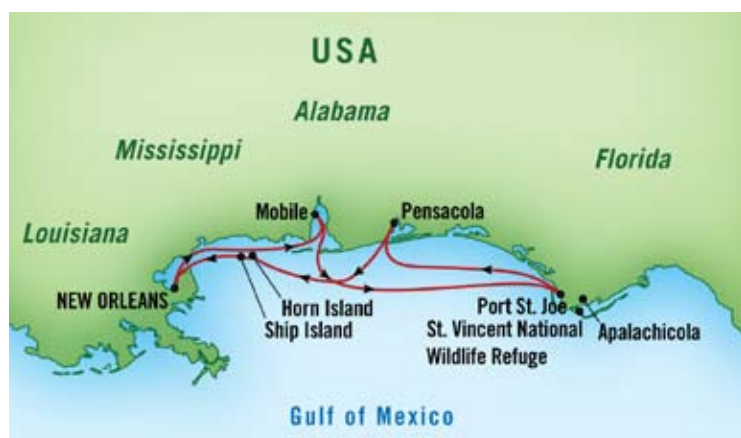 USA
Alabama
Mississippi
Florida
Louisiana
Mobile
Pensacola
NEW ORLEANS
Horn Island
Ship Island
Port St. Joe
St. Vincent National
Wildlife Refuge
Apalachicola
Gulf of Mexico